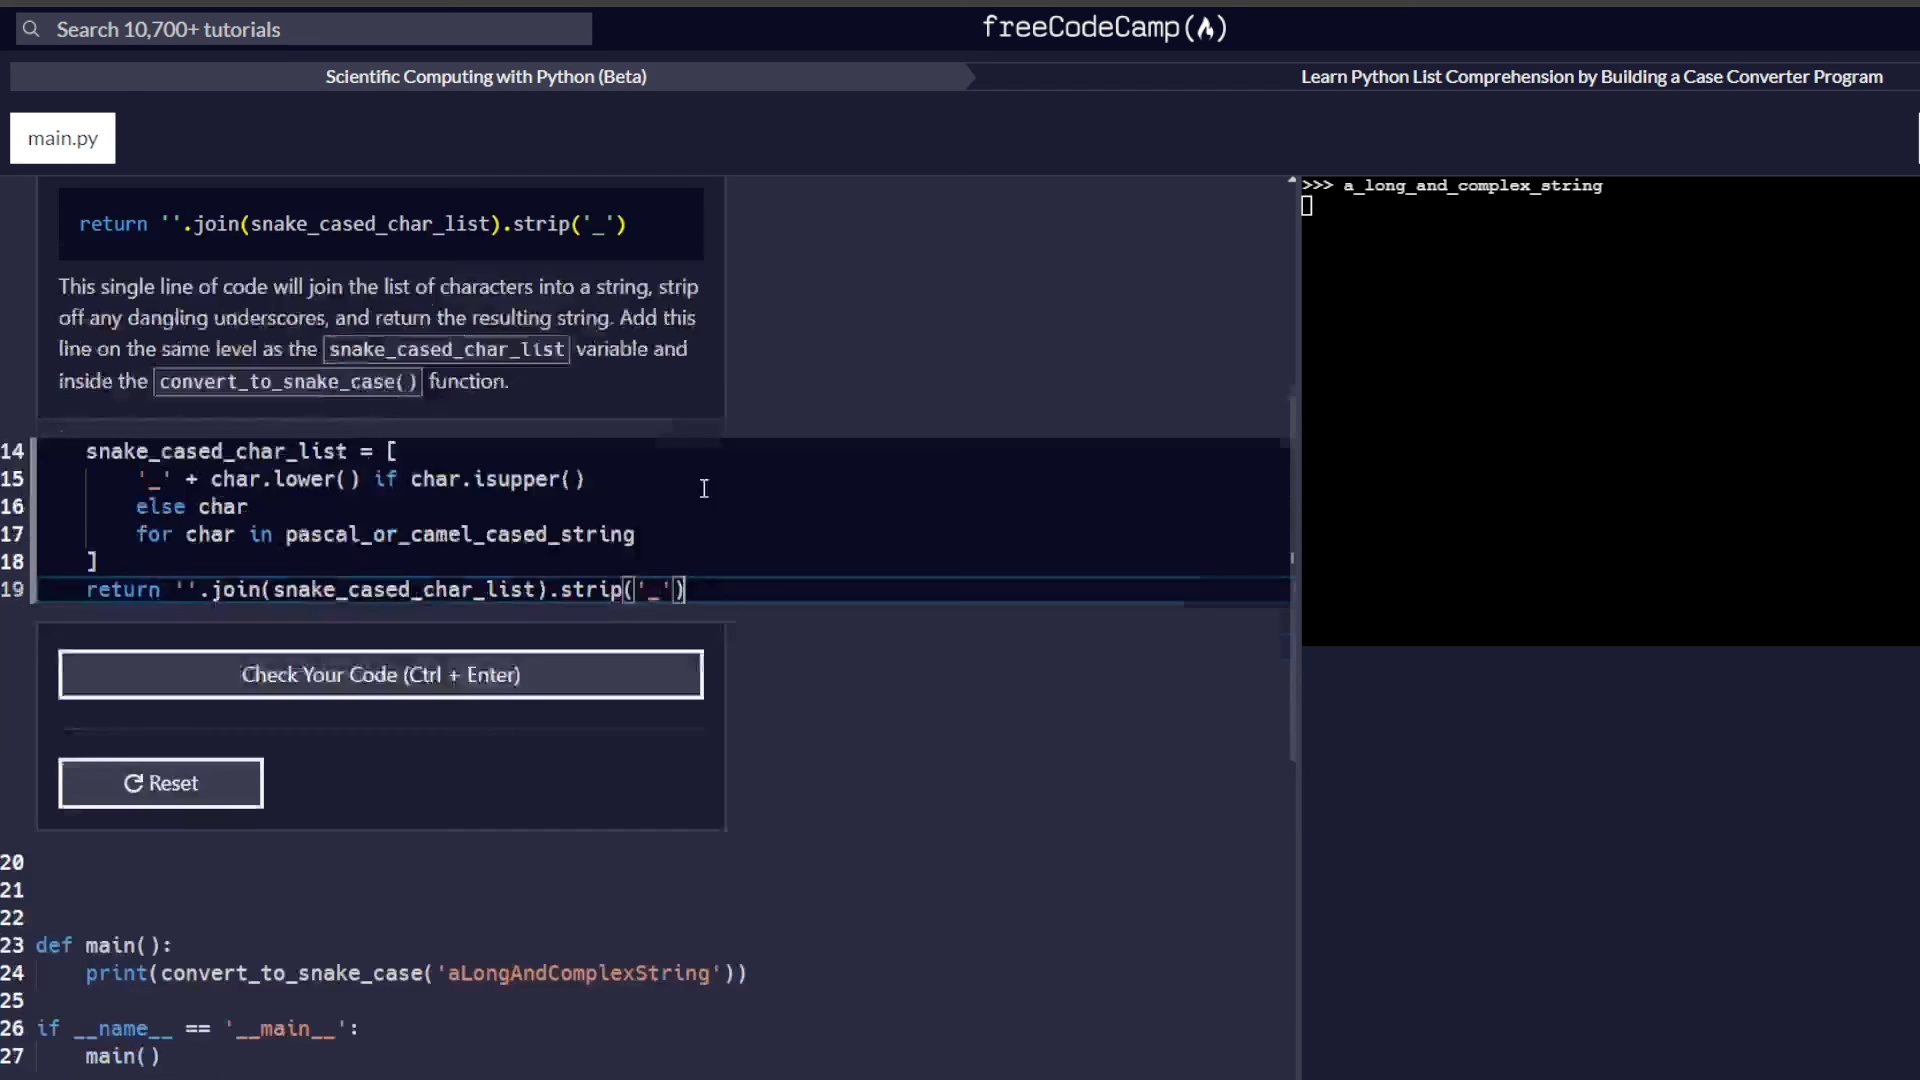 Search 10,700+ tutorials
freeCodeCamp
Scientific Computing with Python (Beta)
Learn Python List Comprehension by Building a Case Converter Program
main.py
return ''.join(snake_cased_char_list).strip('_')
This single line of code will join the list of characters into a string, strip
off any dangling underscores, and return the resulting string. Add this
line on the same level as the snake_cased_char_list variable and
inside the convert_to_snake_case() function.
14 snake_cased_char_list = [
15 '_' + char.lower() if char.isupper()
16 else char
17 for char in pascal_or_camel_cased_string
18 ]
19 return ''.join(snake_cased_char_list).strip('_')
Check Your Code (Ctrl + Enter)
Reset
20
21
22
23 def main():
24 print(convert_to_snake_case('aLongAndComplexString'))
25
26 if __name__ == '__main__':
27 main()
>>> a_long_and_complex_string